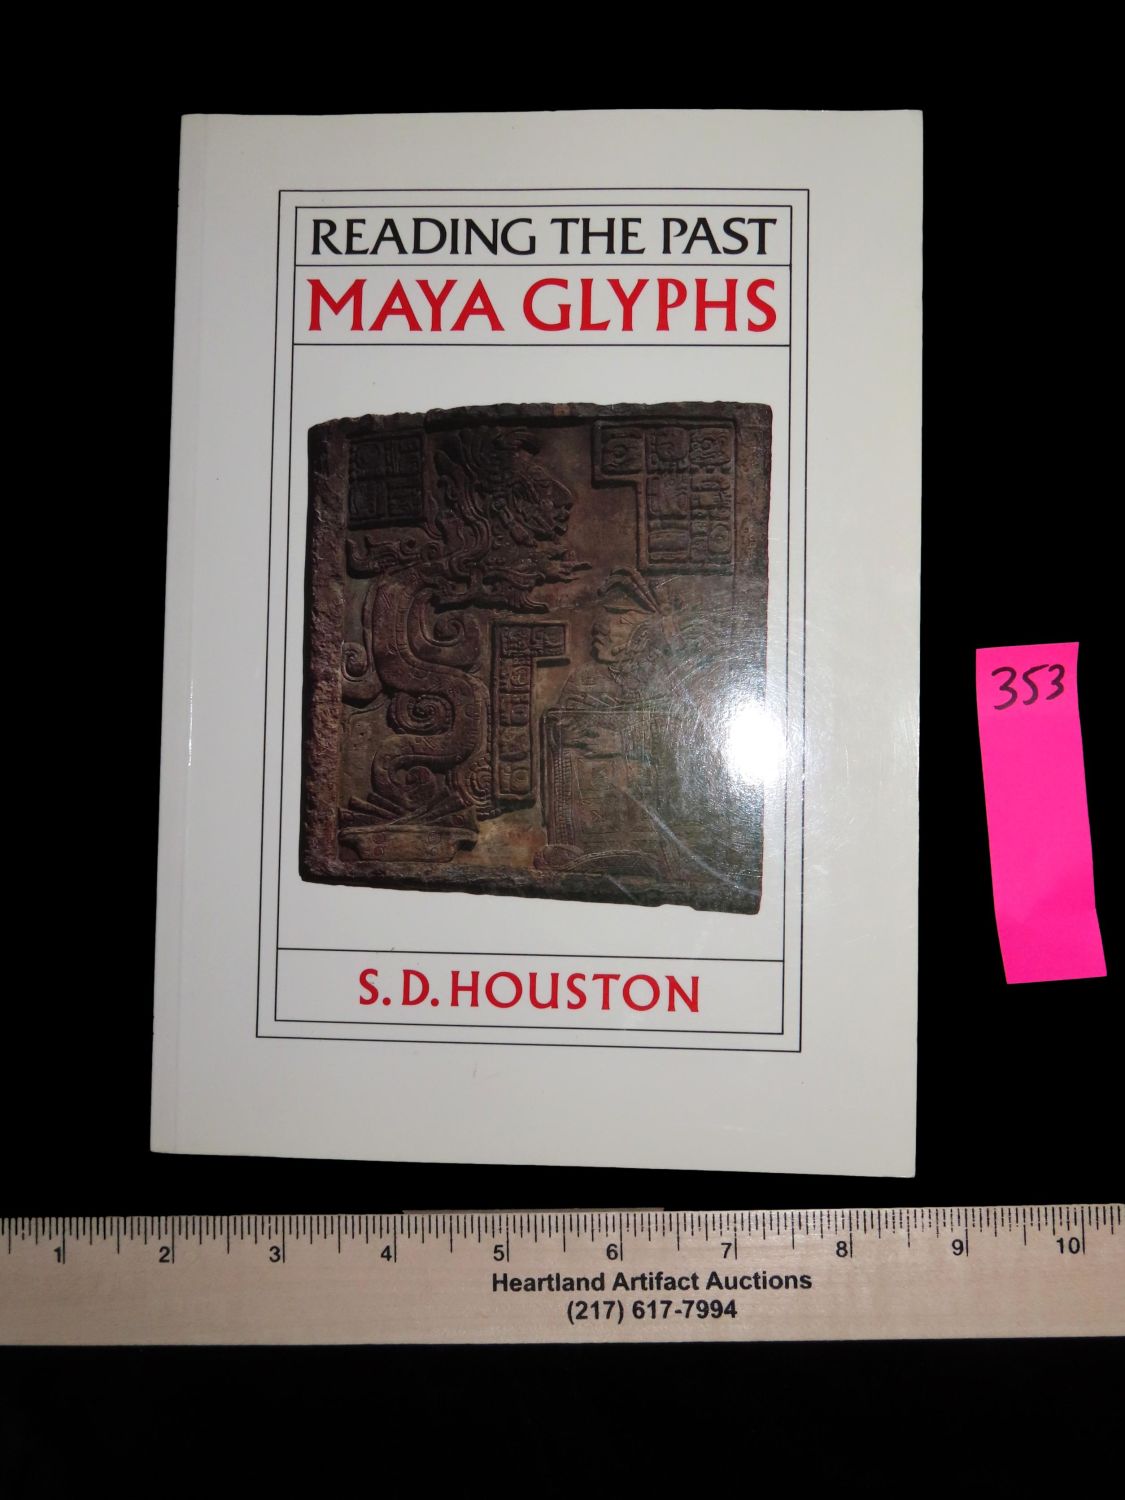 READING THE PAST
MAYA GLYPHS
S. D. HOUSTON
353
1 2 3 4 5 6 7 8 9 10
Heartland Artifact Auctions
(217) 617-7994